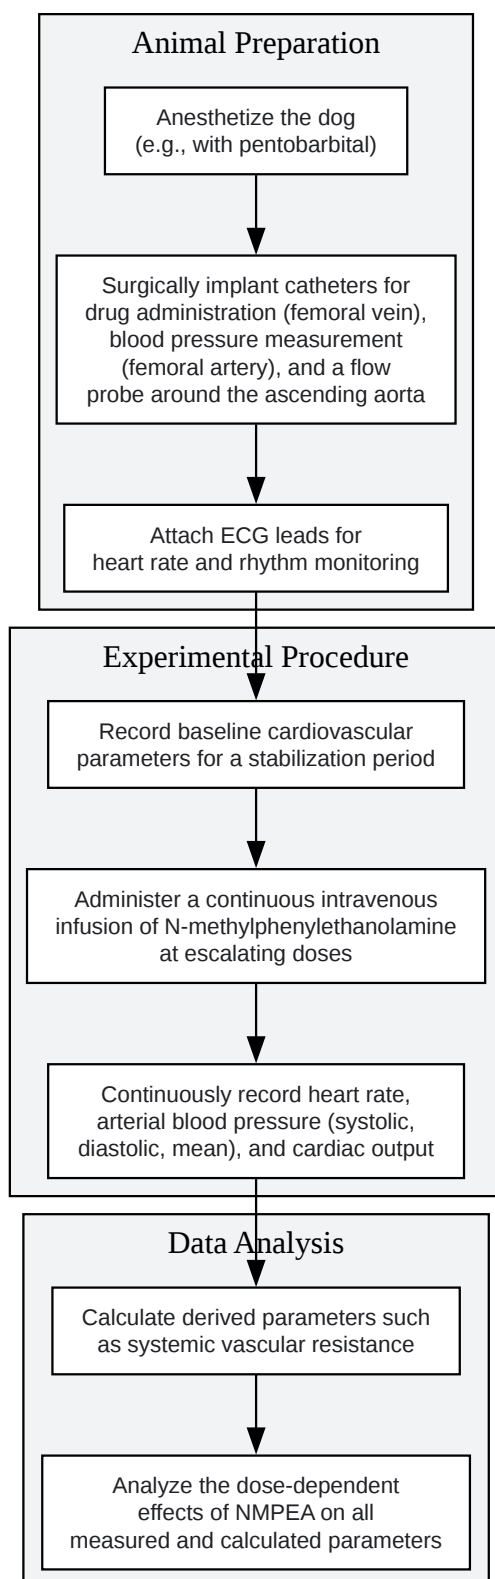 Animal Preparation
Anesthetize the dog
(e.g., with pentobarbital)
Surgically implant catheters for
drug administration (femoral vein),
blood pressure measurement
(femoral artery), and a flow
probe around the ascending aorta
Attach ECG leads for
heart rate and rhythm monitoring
Experimental Procedure
Record baseline cardiovascular
parameters for a stabilization period
Administer a continuous intravenous
infusion of N-methylphenylethanolamine
at escalating doses
Continuously record heart rate,
arterial blood pressure (systolic,
diastolic, mean), and cardiac output
Data Analysis
Calculate derived parameters such
as systemic vascular resistance
Analyze the dose-dependent
effects of NMPEA on all
measured and calculated parameters